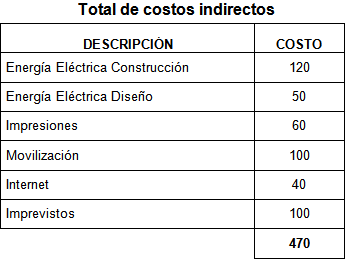 Total de costos indirectos
DESCRIPCIÓN COSTO
Energía Eléctrica Construcción 120
Energía Eléctrica Diseño 50
Impresiones 60
Movilización 100
Internet 40
Imprevistos 100
470